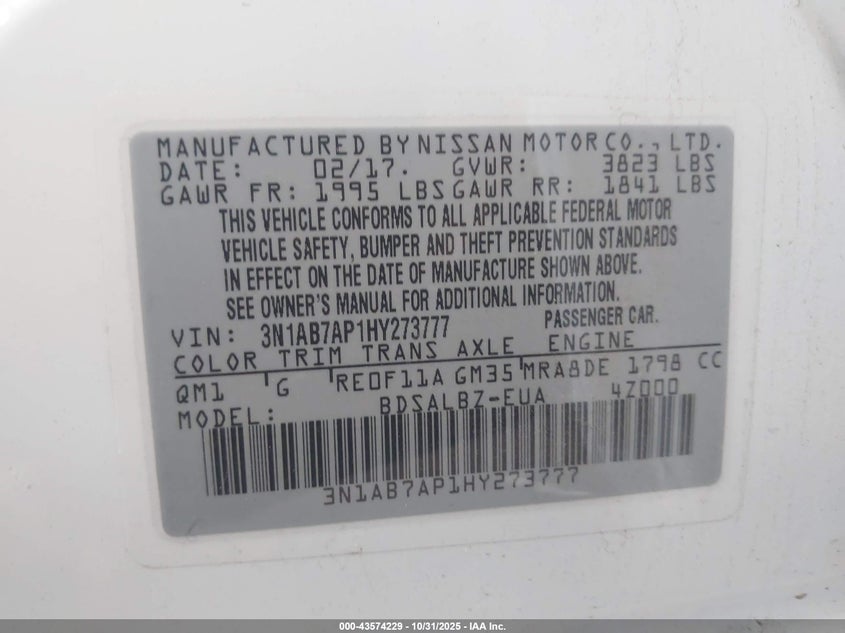 MANUFACTURED BY NISSAN MOTOR CO., LTD.
DATE: 02/17. GVWR: 3823 LBS
GAWR FR: 1995 LBS GAWR RR: 1841 LBS
THIS VEHICLE CONFORMS TO ALL APPLICABLE FEDERAL MOTOR
VEHICLE SAFETY, BUMPER AND THEFT PREVENTION STANDARDS
IN EFFECT ON THE DATE OF MANUFACTURE SHOWN ABOVE.
SEE OWNER'S MANUAL FOR ADDITIONAL INFORMATION.
VIN: 3N1AB7AP1HY273777 PASSENGER CAR.
COLOR TRIM TRANS AXLE ENGINE
QM1 G RE0F11A GM35 MRA8DE 1798 CC
MODEL: BDSALBZ-EUA 4Z000
3N1AB7AP1HY273777
000-43574229 - 10/31/2025 - IAA Inc.